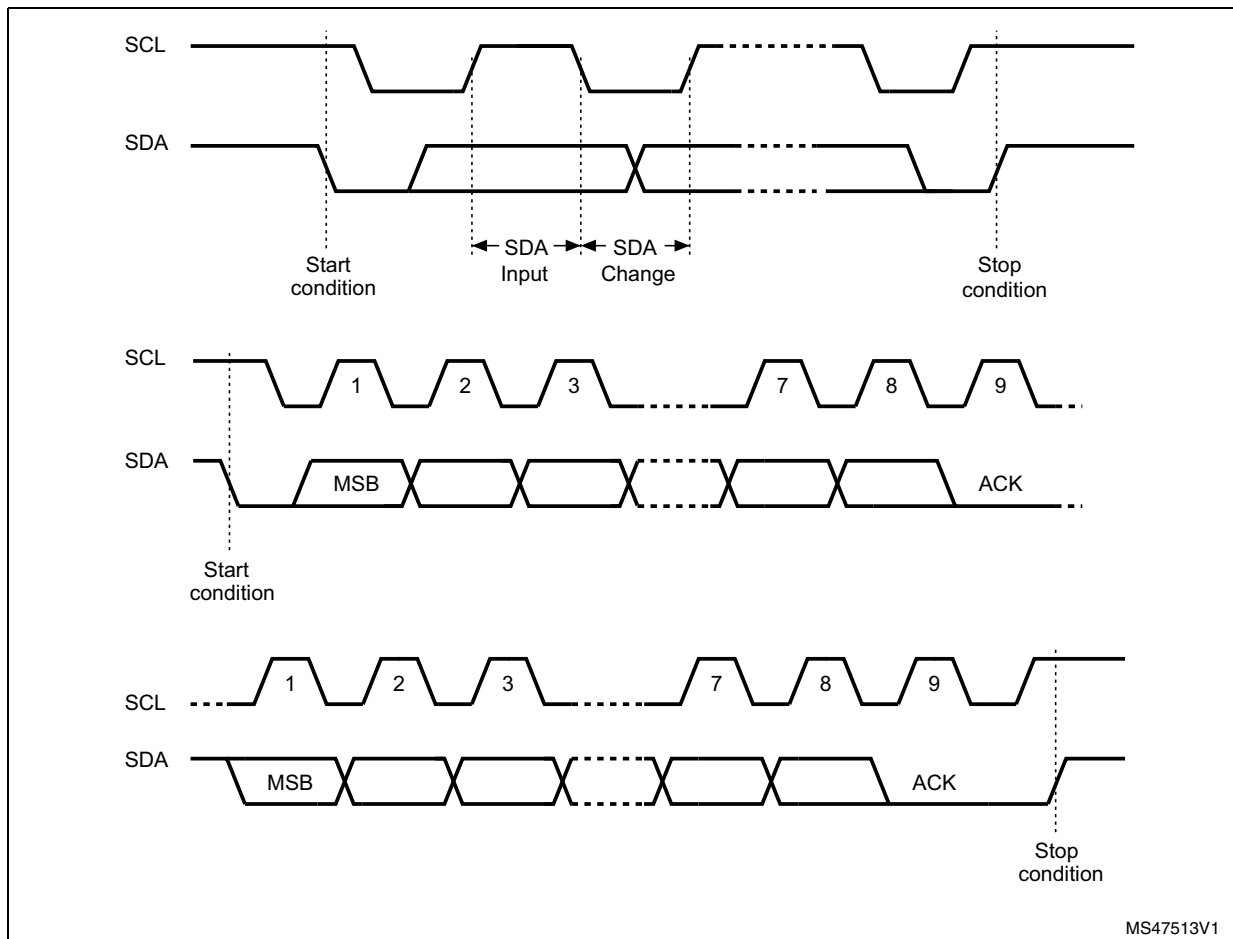 SCL
SDA
SDA
Input
SDA
Change
Start
condition
Stop
condition
SCL
1 2 3 7 8 9
SDA
MSB ACK
Start
condition
SCL
1 2 3 7 8 9
SDA
MSB ACK
Stop
condition
MS47513V1